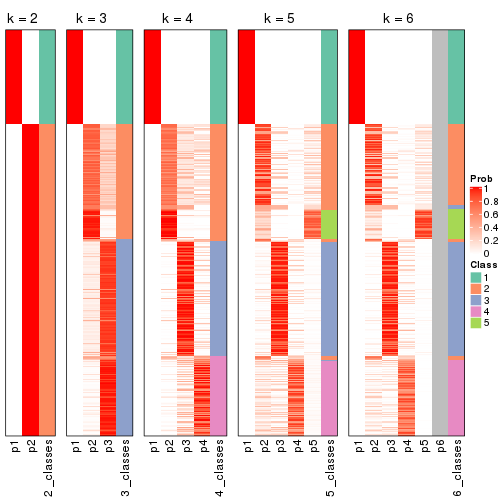 k = 2
k = 3
k = 4
k = 5
k = 6
Prob
1
0.8
0.6
0.4
0.2
0
Class
1
2
3
4
5
p1
p2
2_classes
p1
p2
p3
3_classes
p1
p2
p3
p4
4_classes
p1
p2
p3
p4
p5
5_classes
p1
p2
p3
p4
p5
p6
6_classes